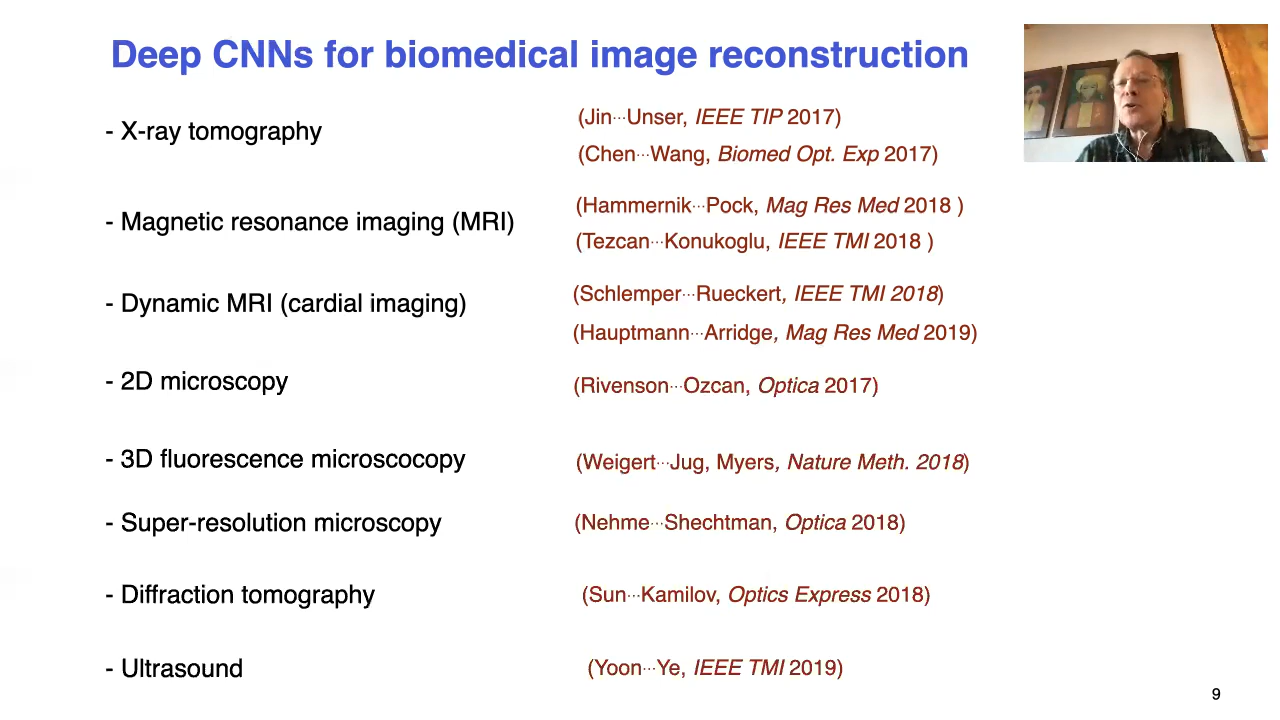 Deep CNNs for biomedical image reconstruction
- X-ray tomography
(Jin···Unser, IEEE TIP 2017)
(Chen···Wang, Biomed Opt. Exp 2017)
- Magnetic resonance imaging (MRI)
(Hammernik···Pock, Mag Res Med 2018 )
(Tezcan···Konukoglu, IEEE TMI 2018 )
- Dynamic MRI (cardial imaging)
(Schlemper···Rueckert, IEEE TMI 2018)
(Hauptmann···Arridge, Mag Res Med 2019)
- 2D microscopy
(Rivenson···Ozcan, Optica 2017)
- 3D fluorescence microscocopy
(Weigert···Jug, Myers, Nature Meth. 2018)
- Super-resolution microscopy
(Nehme···Shechtman, Optica 2018)
- Diffraction tomography
(Sun···Kamilov, Optics Express 2018)
- Ultrasound
(Yoon···Ye, IEEE TMI 2019)
9